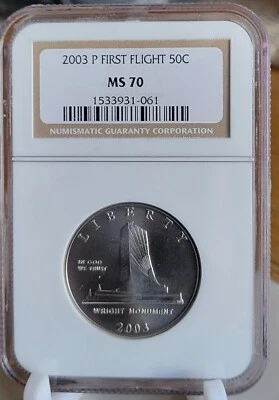 2003 P FIRST FLIGHT 50C
MS 70
1533931-061
NUMISMATIC GUARANTY CORPORATION
LIBERTY
IN GOD
WE TRUST
WRIGHT MONUMENT
2003